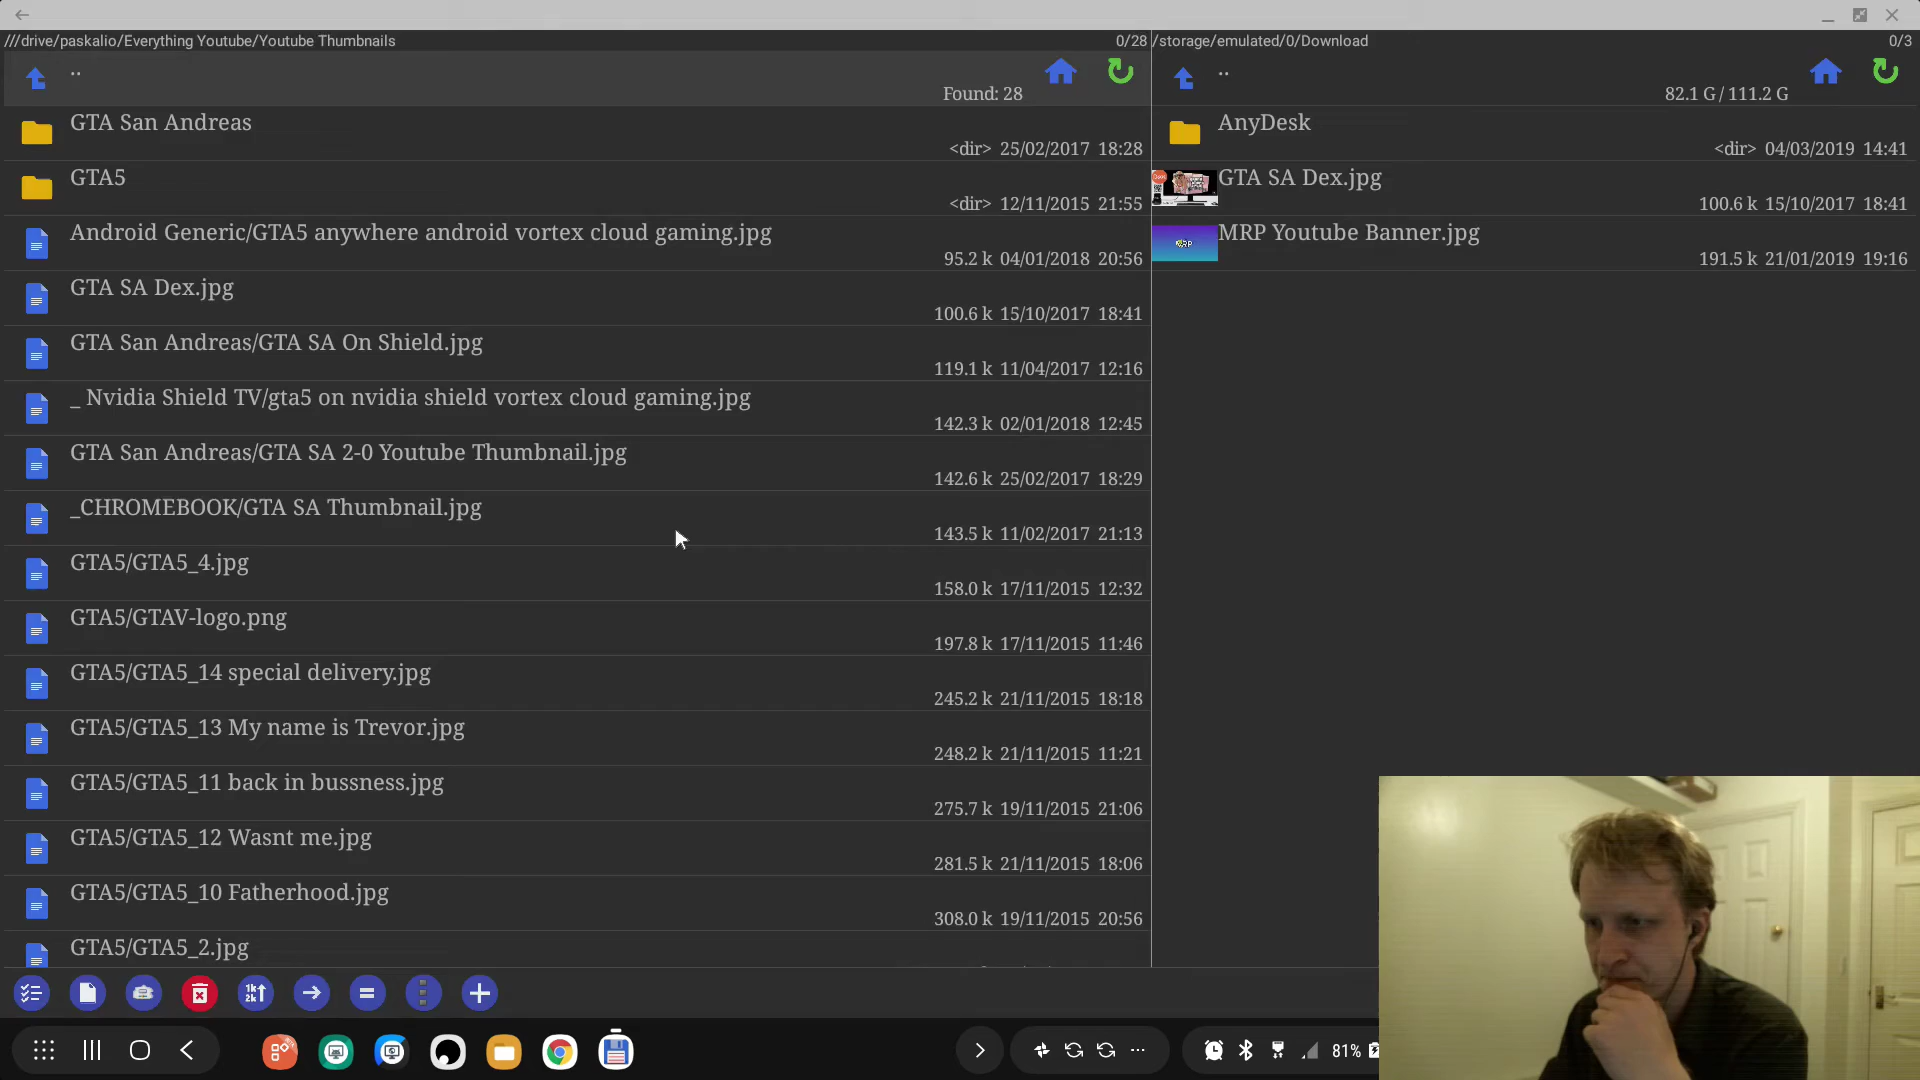 ///drive/paskalio/Everything Youtube/Youtube Thumbnails
0/28
..
Found: 28
GTA San Andreas
<dir> 25/02/2017 18:28
GTA5
<dir> 12/11/2015 21:55
Android Generic/GTA5 anywhere android vortex cloud gaming.jpg
95.2 k 04/01/2018 20:56
GTA SA Dex.jpg
100.6 k 15/10/2017 18:41
GTA San Andreas/GTA SA On Shield.jpg
119.1 k 11/04/2017 12:16
_ Nvidia Shield TV/gta5 on nvidia shield vortex cloud gaming.jpg
142.3 k 02/01/2018 12:45
GTA San Andreas/GTA SA 2-0 Youtube Thumbnail.jpg
142.6 k 25/02/2017 18:29
_CHROMEBOOK/GTA SA Thumbnail.jpg
143.5 k 11/02/2017 21:13
GTA5/GTA5_4.jpg
158.0 k 17/11/2015 12:32
GTA5/GTAV-logo.png
197.8 k 17/11/2015 11:46
GTA5/GTA5_14 special delivery.jpg
245.2 k 21/11/2015 18:18
GTA5/GTA5_13 My name is Trevor.jpg
248.2 k 21/11/2015 11:21
GTA5/GTA5_11 back in bussness.jpg
275.7 k 19/11/2015 21:06
GTA5/GTA5_12 Wasnt me.jpg
281.5 k 21/11/2015 18:06
GTA5/GTA5_10 Fatherhood.jpg
308.0 k 19/11/2015 20:56
GTA5/GTA5_2.jpg
/storage/emulated/0/Download
0/3
..
82.1 G / 111.2 G
AnyDesk
<dir> 04/03/2019 14:41
GTA SA Dex.jpg
100.6 k 15/10/2017 18:41
MRP
MRP Youtube Banner.jpg
191.5 k 21/01/2019 19:16
1k
2k
81%